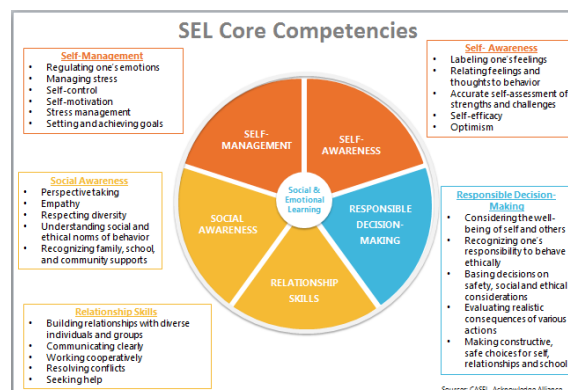 SEL Core Competencies
Self-Management
• Regulating one's emotions
• Managing stress
• Self-control
• Self-motivation
• Stress management
• Setting and achieving goals
Self- Awareness
• Labeling one's feelings
• Relating feelings and
thoughts to behavior
• Accurate self-assessment of
strengths and challenges
• Self-efficacy
• Optimism
SELF-
MANAGEMENT
SELF-
AWARENESS
Social &
Emotional
Learning
SOCIAL
AWARENESS
RESPONSIBLE
DECISION-
MAKING
RELATIONSHIP
SKILLS
Social Awareness
• Perspective taking
• Empathy
• Respecting diversity
• Understanding social and
ethical norms of behavior
• Recognizing family, school,
and community supports
Responsible Decision-
Making
• Considering the well-
being of self and others
• Recognizing one's
responsibility to behave
ethically
• Basing decisions on
safety, social and ethical
considerations
• Evaluating realistic
consequences of various
actions
• Making constructive,
safe choices for self,
relationships and school
Relationship Skills
• Building relationships with diverse
individuals and groups
• Communicating clearly
• Working cooperatively
• Resolving conflicts
• Seeking help
Sources: CASEL, Acknowledge Alliance